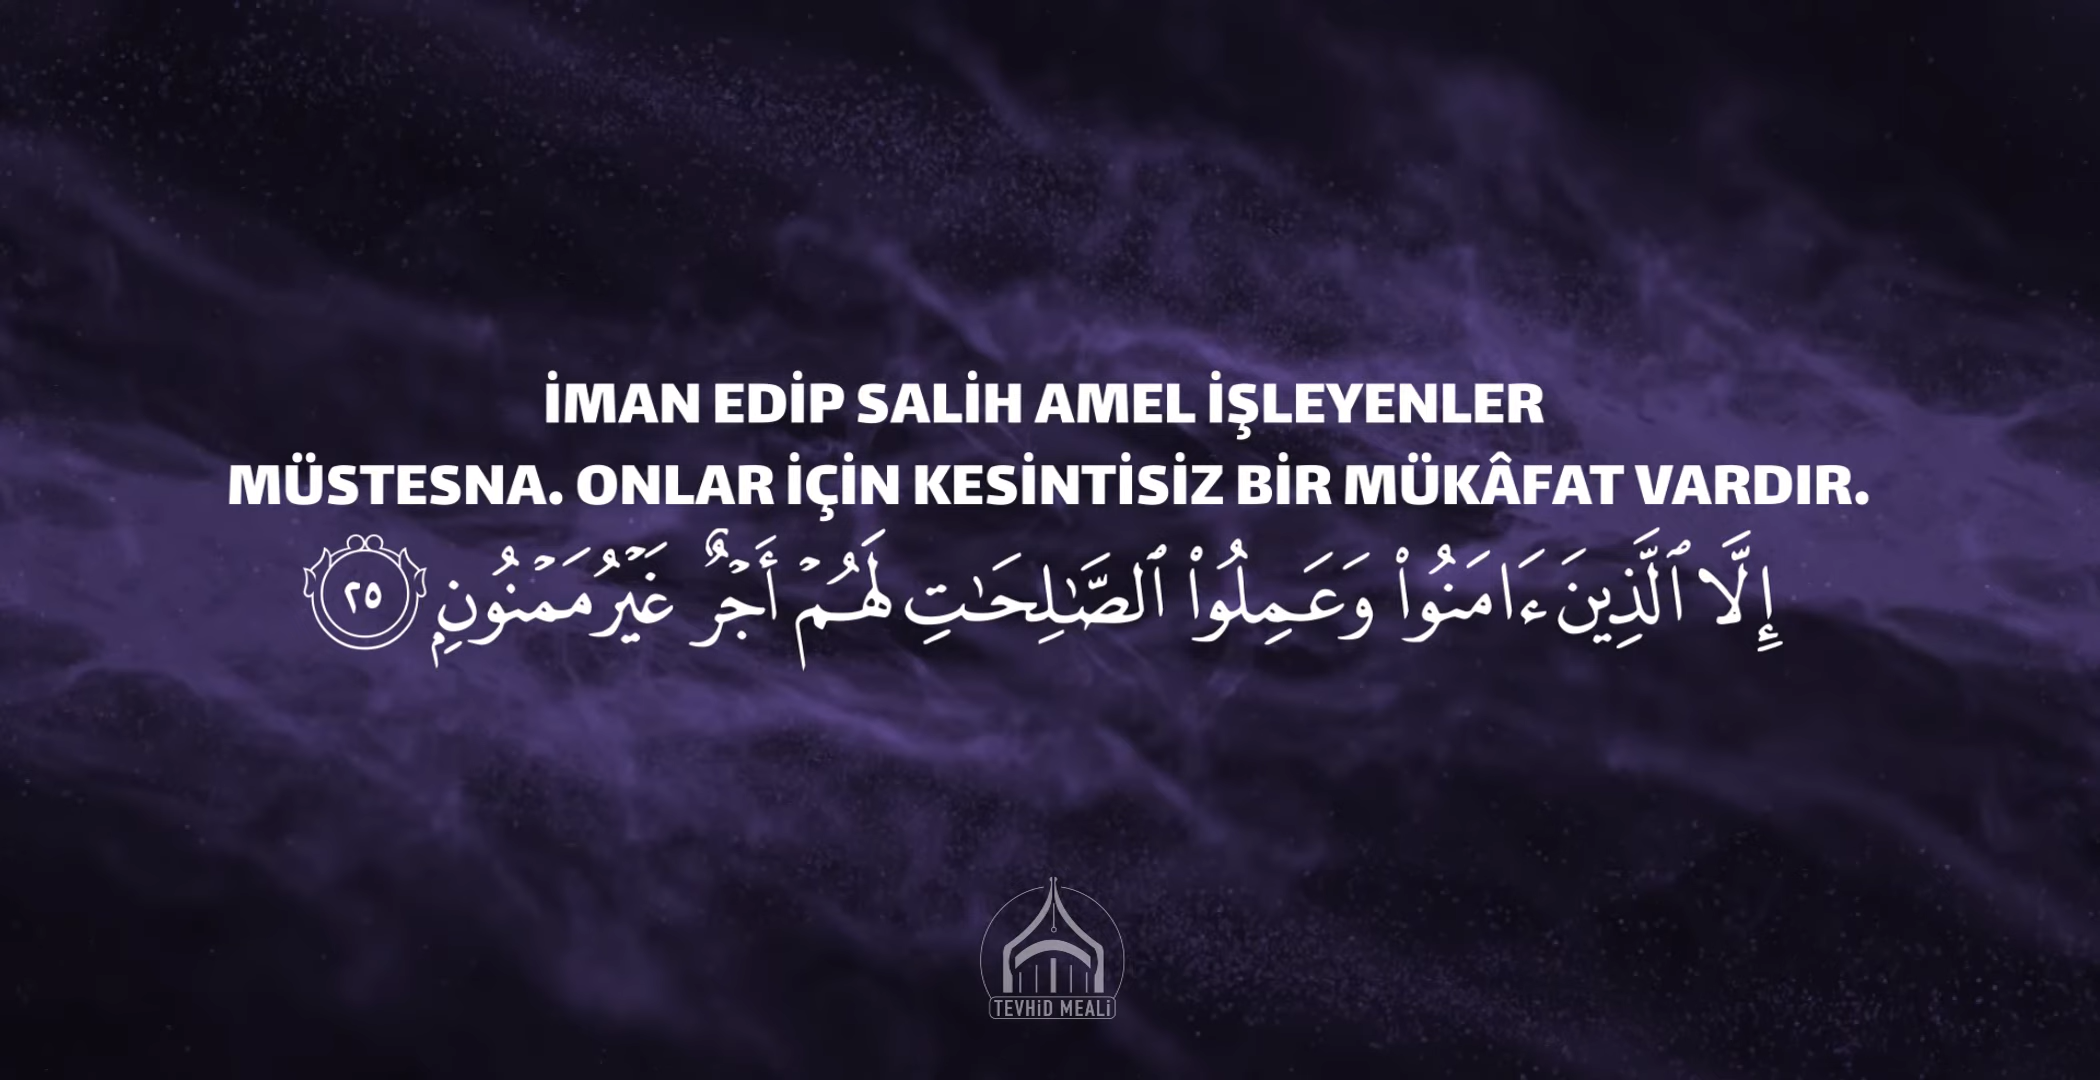 İMAN EDİP SALİH AMEL İŞLEYENLER
MÜSTESNA. ONLAR İÇİN KESİNTİSİZ BİR MÜKÂFAT VARDIR.
إِلَّا ٱلَّذِينَ ءَامَنُوا۟ وَعَمِلُوا۟ ٱلصَّـٰلِحَـٰتِ لَهُمْ أَجْرٌ غَيْرُ مَمْنُونٍۭ ٢٥
TEVHiD MEALi